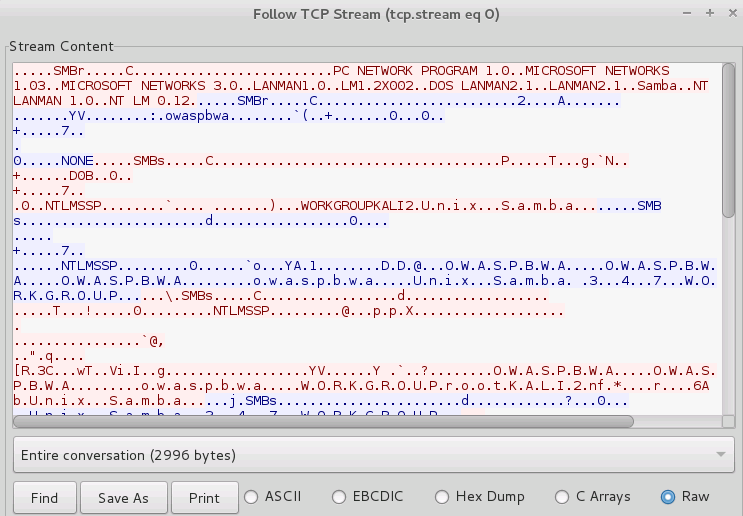 Follow TCP Stream (tcp.stream eq 0)
Stream Content
.....SMBr.....C.........................PC NETWORK PROGRAM 1.0..MICROSOFT NETWORKS
1.03..MICROSOFT NETWORKS 3.0..LANMAN1.0..LM1.2X002..DOS LANMAN2.1..LANMAN2.1..Samba..NT
LANMAN 1.0..NT LM 0.12.......SMBr.....C.........................2....A.......
.......YV........:.owaspbwa........`(..+.......0...0..
+.....7..
.
0.....NONE.....SMBs.....C....................................P.....T...g.`N..
+......DOB..0..
+.....7..
.0..NTLMSSP........`.... .......)...WORKGROUPKALI2.U.n.i.x...S.a.m.b.a.......SMB
s.......................d.................0....
.....
+.....7..
......NTLMSSP.........0......`o...YA.1........D.D.@...O.W.A.S.P.B.W.A.....O.W.A.S.P.B.W.
A.....O.W.A.S.P.B.W.A.........o.w.a.s.p.b.w.a.....U.n.i.x...S.a.m.b.a. .3...4...7...W.O.
R.K.G.R.O.U.P.......\.SMBs.....C.................d..................
.....T...!.....0.........NTLMSSP.........@...p.p.X...................
.
................`@,
..".q....
[R.3C...wT..Vi.I..g..................YV......Y .`..?........O.W.A.S.P.B.W.A.....O.W.A.S.
P.B.W.A.........o.w.a.s.p.b.w.a.....W.O.R.K.G.R.O.U.P.r.o.o.t.K.A.L.I.2.nf.*....r....6A
b.U.n.i.x...S.a.m.b.a......j.SMBs.......................d............?...0...
..U.n.i.x...S.a.m.b.a...3...4...7...W.O.R.K.G.R.O.U.P
Entire conversation (2996 bytes)
Find Save As Print ASCII EBCDIC Hex Dump C Arrays Raw